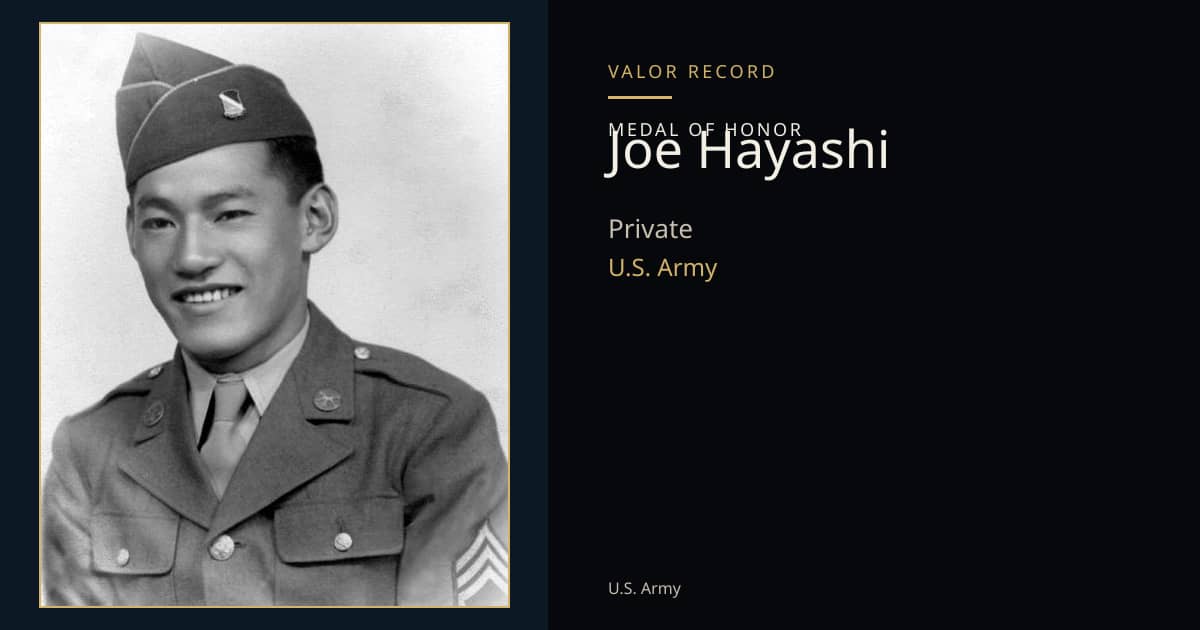 VALOR RECORD
MEDAL OF HONOR
Joe Hayashi
Private
U.S. Army
U.S. Army